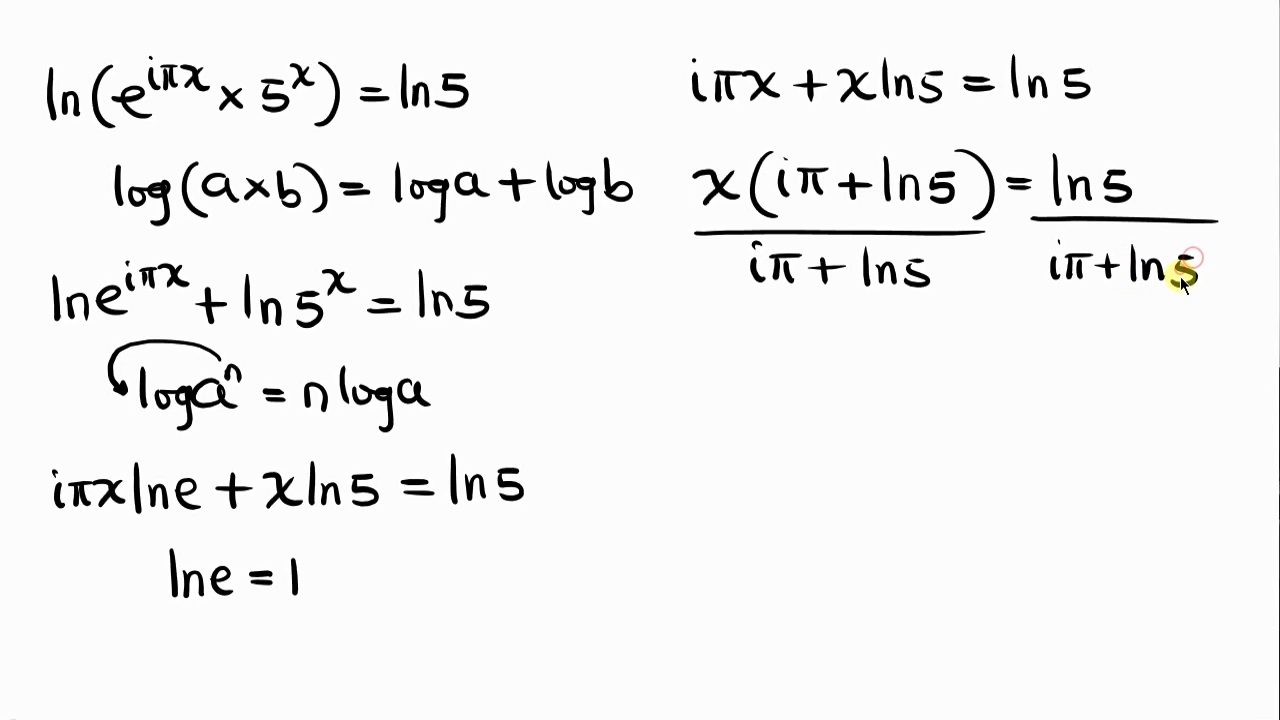 ln(e^{iπx} × 5^x) = ln5
log(a×b) = loga + logb
lne^{iπx} + ln5^x = ln5
loga^n = nloga
iπxlne + xln5 = ln5
lne = 1
iπx + xln5 = ln5
x(iπ + ln5) = ln5
iπ + ln5 iπ + ln5